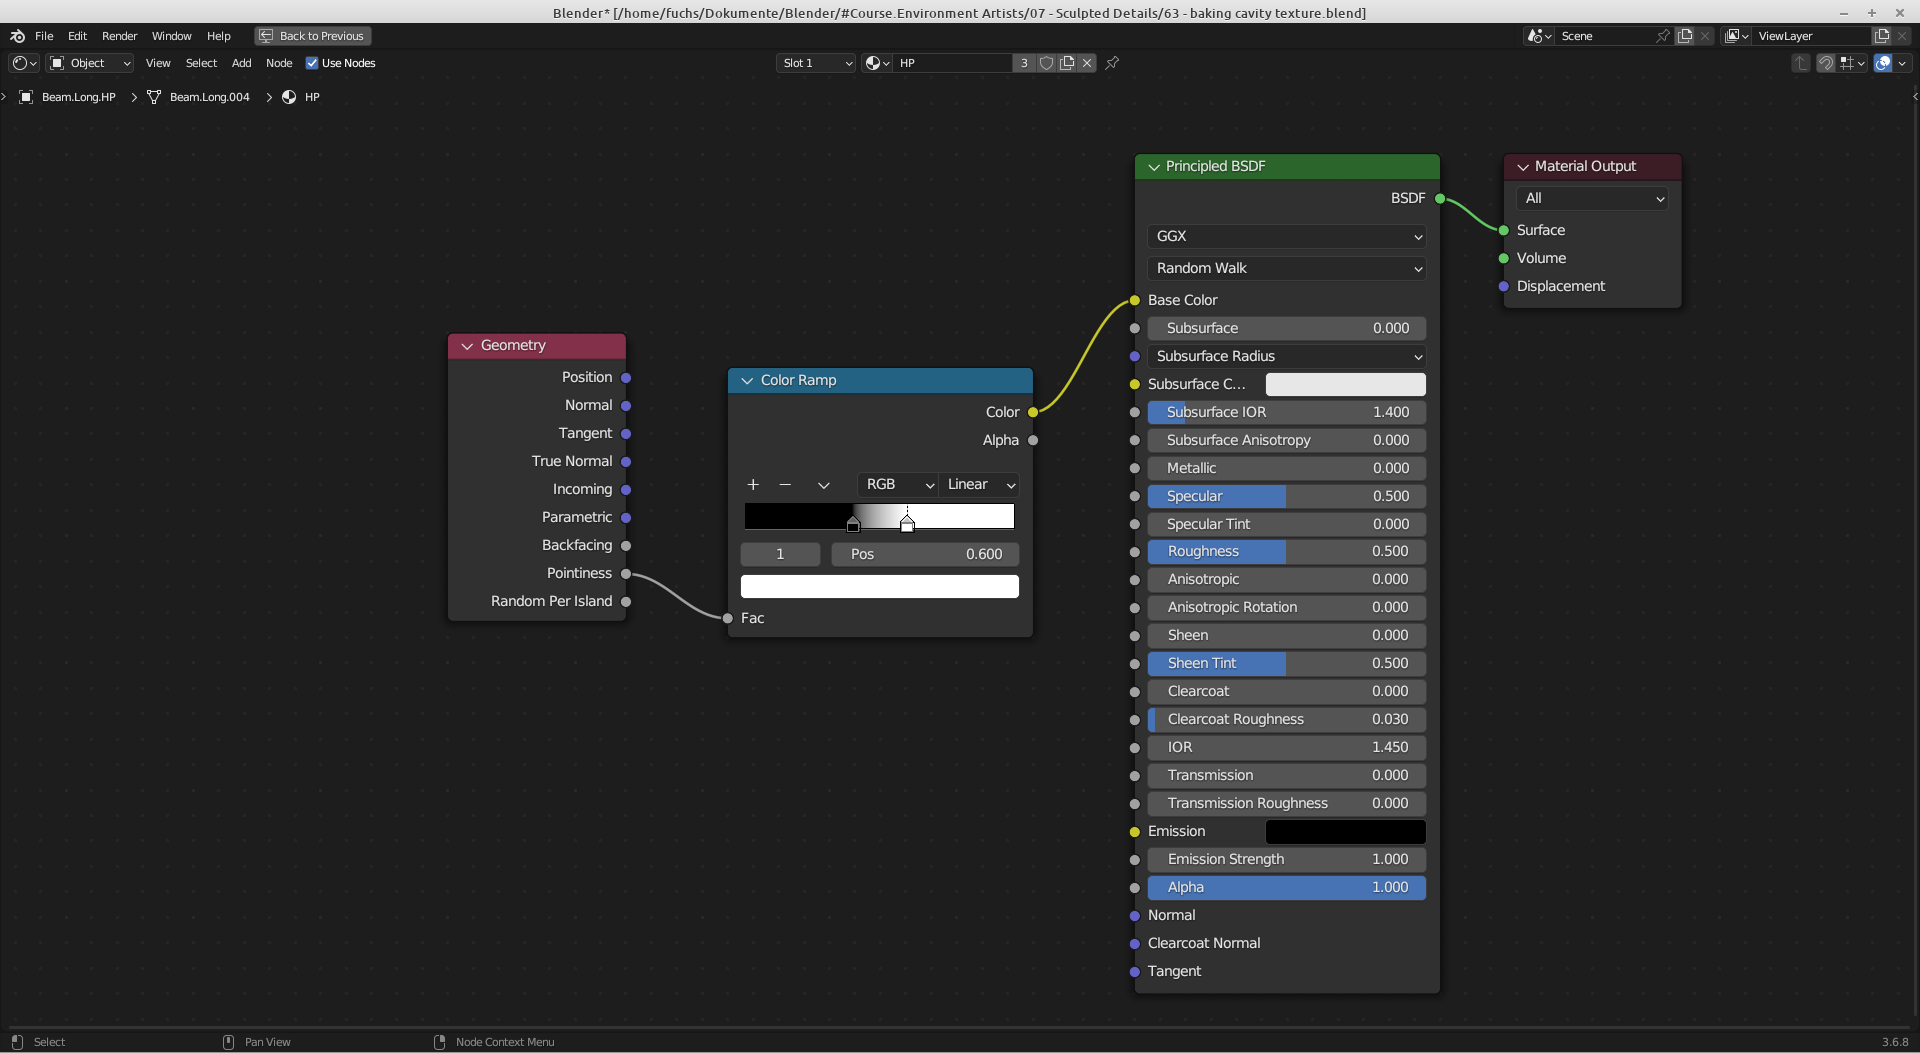 Blender* [/home/fuchs/Dokumente/Blender/#Course.Environment Artists/07 - Sculpted Details/63 - baking cavity texture.blend]
File Edit Render Window Help Back to Previous Scene ViewLayer
Object View Select Add Node Use Nodes Slot 1 HP 3
Beam.Long.HP Beam.Long.004 HP
Geometry
Position
Normal
Tangent
True Normal
Incoming
Parametric
Backfacing
Pointiness
Random Per Island
Color Ramp
Color
Alpha
RGB Linear
1 Pos 0.600
Fac
Principled BSDF
BSDF
GGX
Random Walk
Base Color
Subsurface 0.000
Subsurface Radius
Subsurface C...
Subsurface IOR 1.400
Subsurface Anisotropy 0.000
Metallic 0.000
Specular 0.500
Specular Tint 0.000
Roughness 0.500
Anisotropic 0.000
Anisotropic Rotation 0.000
Sheen 0.000
Sheen Tint 0.500
Clearcoat 0.000
Clearcoat Roughness 0.030
IOR 1.450
Transmission 0.000
Transmission Roughness 0.000
Emission
Emission Strength 1.000
Alpha 1.000
Normal
Clearcoat Normal
Tangent
Material Output
All
Surface
Volume
Displacement
Select Pan View Node Context Menu 3.6.8